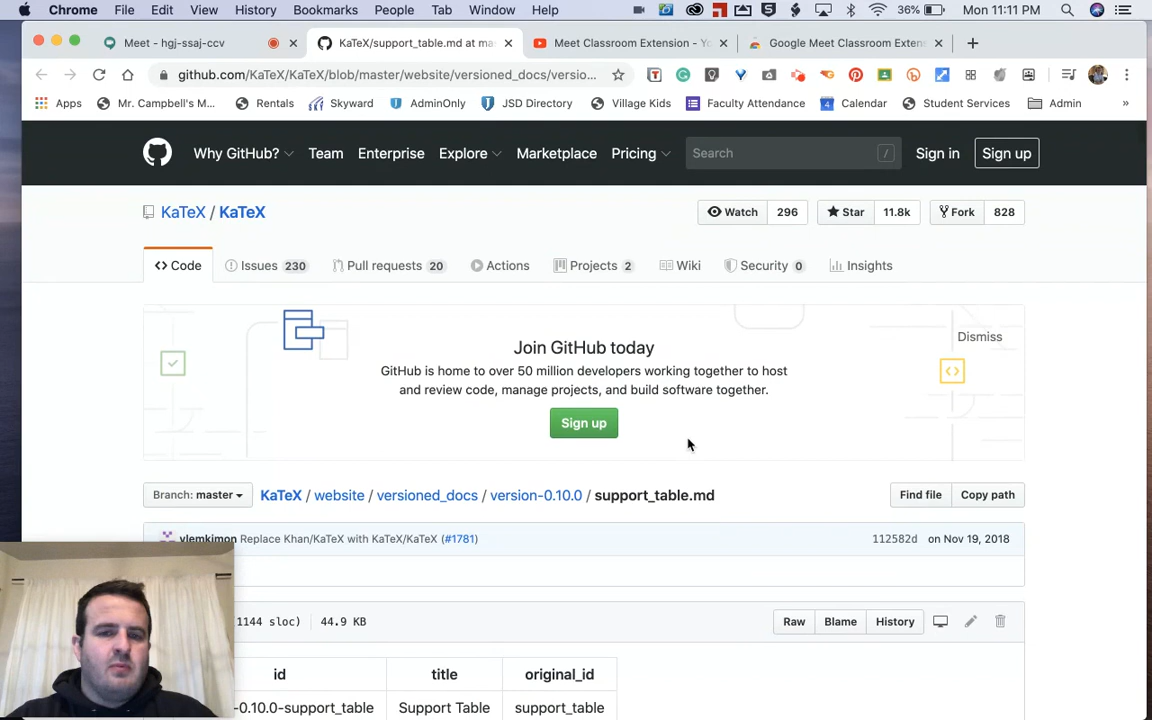 Chrome File Edit View History Bookmarks People Tab Window Help 36% Mon 11:11 PM
Meet - hgj-ssaj-ccv KaTeX/support_table.md at ma Meet Classroom Extension - Yo Google Meet Classroom Extens
github.com/KaTeX/KaTeX/blob/master/website/versioned_docs/versio...
Apps Mr. Campbell's M... Rentals Skyward AdminOnly JSD Directory Village Kids Faculty Attendance Calendar Student Services Admin »
Why GitHub? Team Enterprise Explore Marketplace Pricing Search / Sign in Sign up
KaTeX / KaTeX Watch 296 Star 11.8k Fork 828
Code Issues 230 Pull requests 20 Actions Projects 2 Wiki Security 0 Insights
Dismiss
Join GitHub today
GitHub is home to over 50 million developers working together to host
and review code, manage projects, and build software together.
Sign up
Branch: master KaTeX / website / versioned_docs / version-0.10.0 / support_table.md Find file Copy path
ylemkimon Replace Khan/KaTeX with KaTeX/KaTeX (#1781) 112582d on Nov 19, 2018
1144 sloc) 44.9 KB Raw Blame History
id title original_id
-0.10.0-support_table Support Table support_table